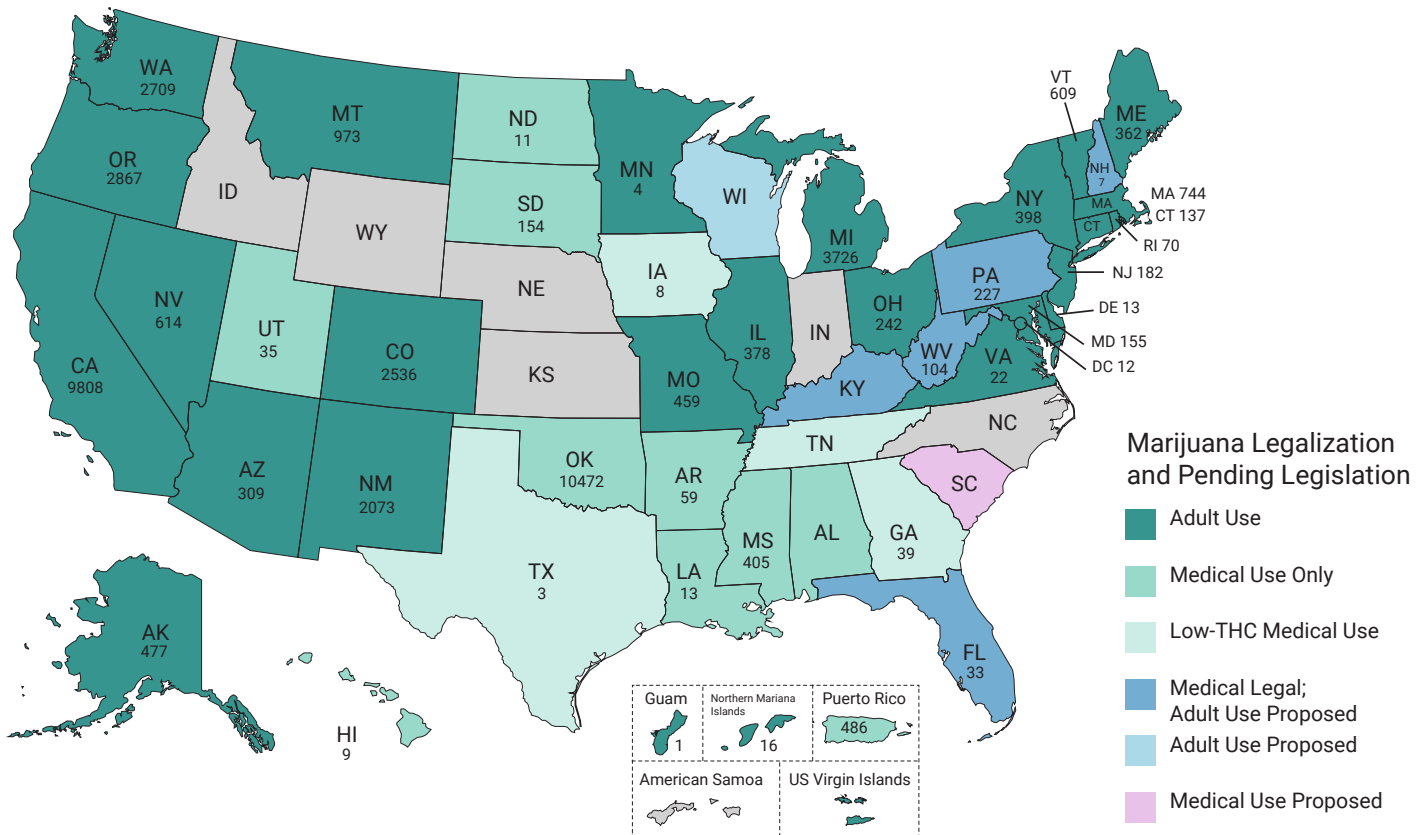 WA
2709
MT
973
ND
11
VT
609
ME
362
OR
2867
ID
MN
4
WI
NH
7
SD
154
WY
MI
3726
NY
398
MA
MA 744
CT
CT 137
RI 70
IA
8
NE
PA
227
NJ 182
NV
614
UT
35
CO
2536
IL
378
IN
OH
242
DE 13
MD 155
DC 12
CA
9808
KS
MO
459
KY
WV
104
VA
22
NC
TN
AZ
309
NM
2073
OK
10472
AR
59
SC
MS
405
AL
GA
39
TX
3
LA
13
FL
33
AK
477
HI
9
Guam
1
Northern Mariana
Islands
16
Puerto Rico
486
American Samoa
US Virgin Islands
Marijuana Legalization
and Pending Legislation
Adult Use
Medical Use Only
Low-THC Medical Use
Medical Legal;
Adult Use Proposed
Adult Use Proposed
Medical Use Proposed